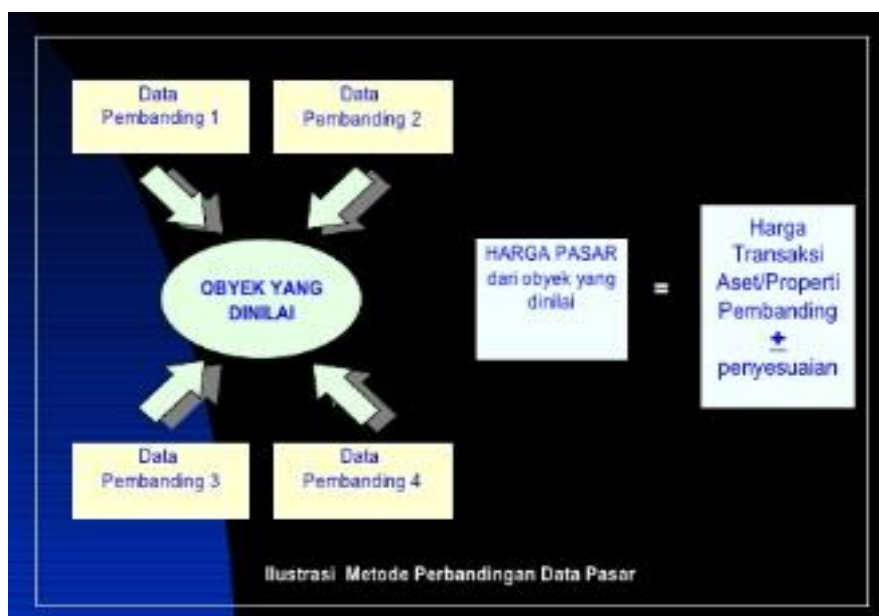 Data
Pembanding 1
Data
Pembanding 2
OBYEK YANG
DINILAI
Data
Pembanding 3
Data
Pembanding 4
HARGA PASAR
dari obyek yang
dinilai
=
Harga
Transaksi
Aset/Properti
Pembanding
±
penyesuaian
Ilustrasi Metode Perbandingan Data Pasar